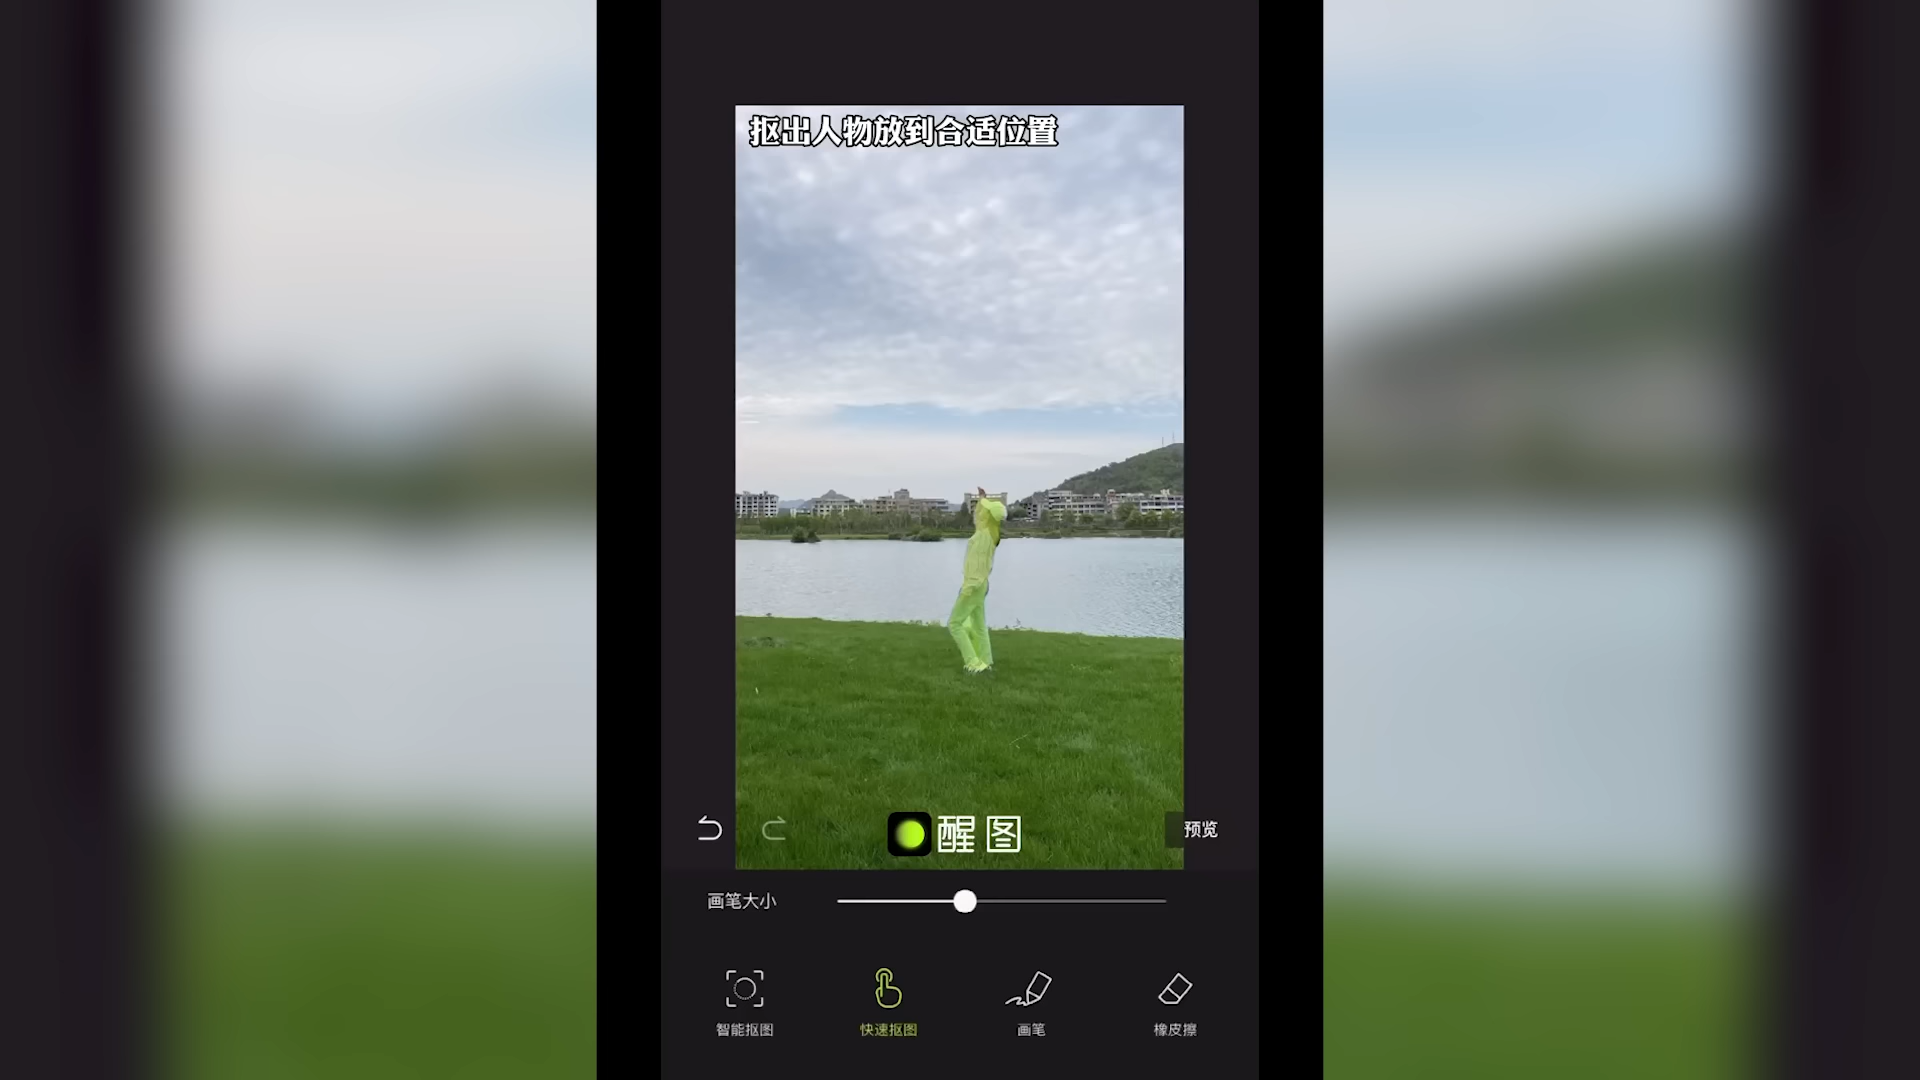 抠出人物放到合适位置
醒图
预览
画笔大小
智能抠图
快速抠图
画笔
橡皮擦